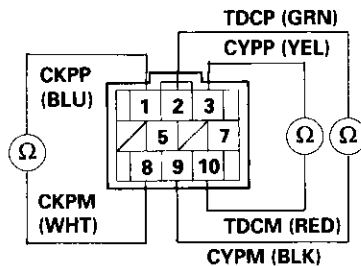 TDCP (GRN)
CYPP (YEL)
CKPP
(BLU)
1 2 3
5 7
8 9 10
Ω Ω Ω
CKPM
(WHT)
TDCM (RED)
CYPM (BLK)